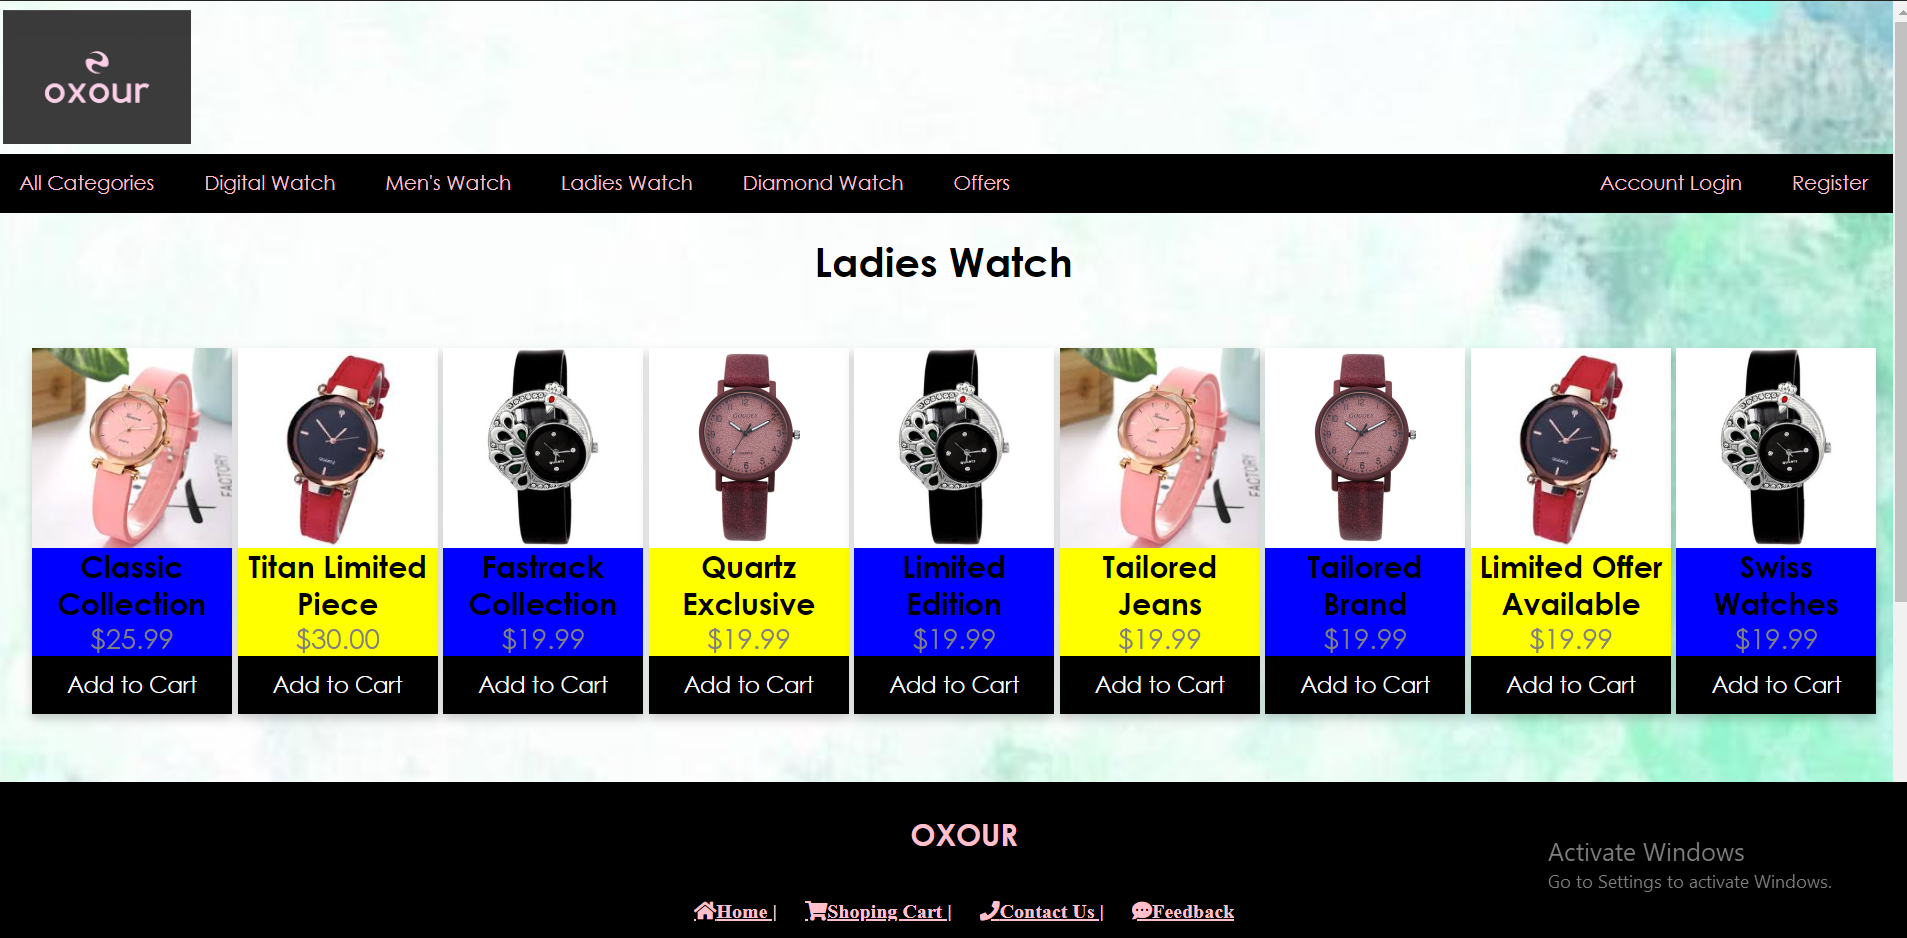 oxour
All Categories Digital Watch Men's Watch Ladies Watch Diamond Watch Offers Account Login Register
Ladies Watch
FACTORY
QUARTZ
QUARTZ
QUARTZ
FACTORY
QUARTZ
QUARTZ
Classic Collection
$25.99
Add to Cart
Titan Limited Piece
$30.00
Add to Cart
Fastrack Collection
$19.99
Add to Cart
Quartz Exclusive
$19.99
Add to Cart
Limited Edition
$19.99
Add to Cart
Tailored Jeans
$19.99
Add to Cart
Tailored Brand
$19.99
Add to Cart
Limited Offer Available
$19.99
Add to Cart
Swiss Watches
$19.99
Add to Cart
OXOUR
Activate Windows
Go to Settings to activate Windows.
Home | Shoping Cart | Contact Us | Feedback